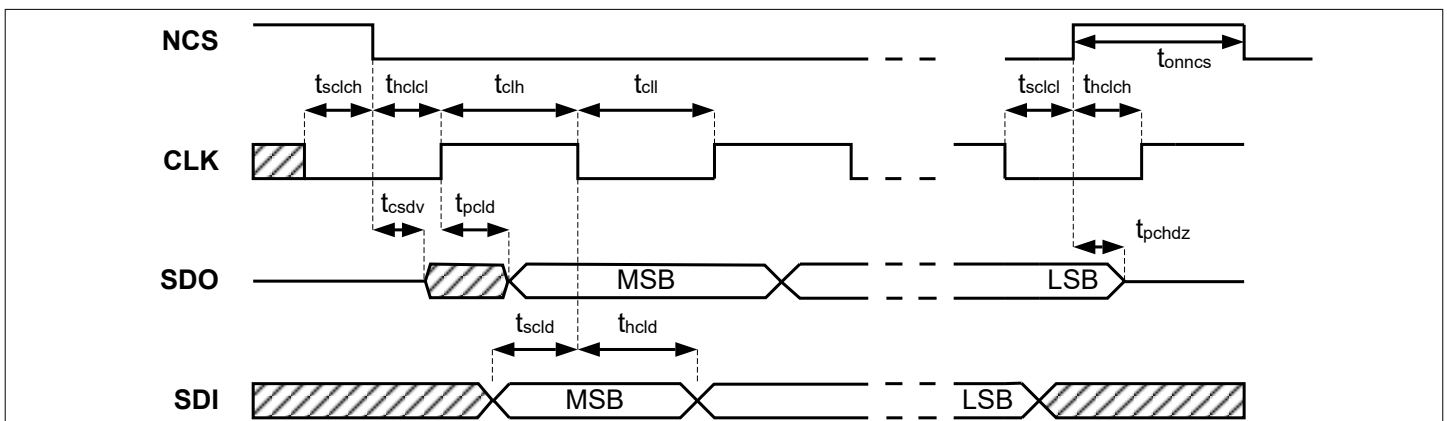 NCS
tonncs
tsclch thclcl tclh tcll tsclcl thclch
CLK
tcsdv tpcld
tpchdz
SDO MSB LSB
tscld thcld
SDI MSB LSB